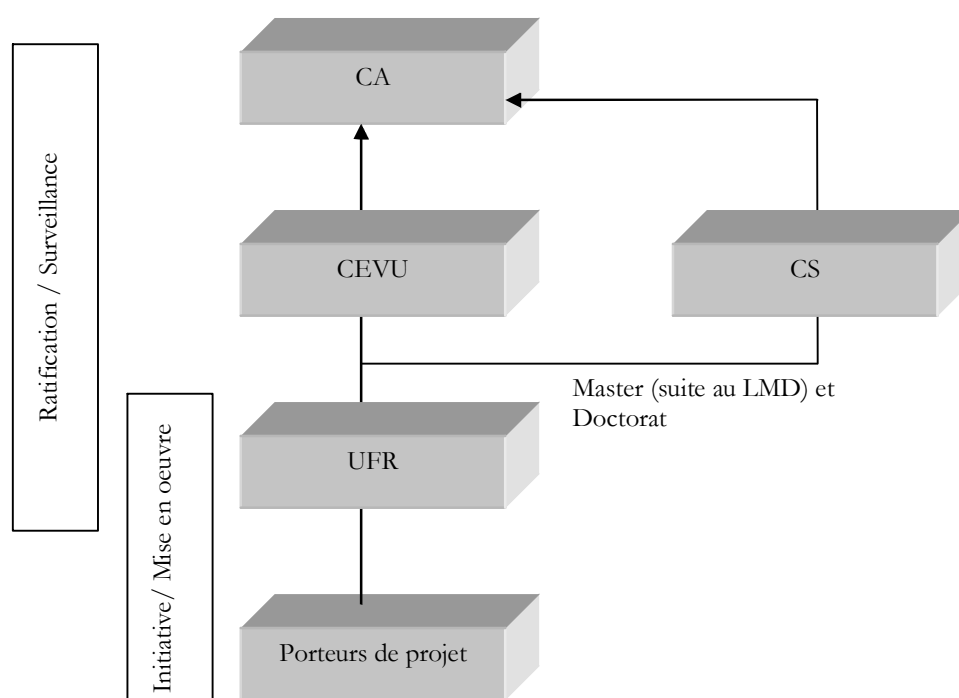 CA
Ratification / Surveillance
CEVU
CS
Master (suite au LMD) et
Doctorat
UFR
Initiative/ Mise en oeuvre
Porteurs de projet